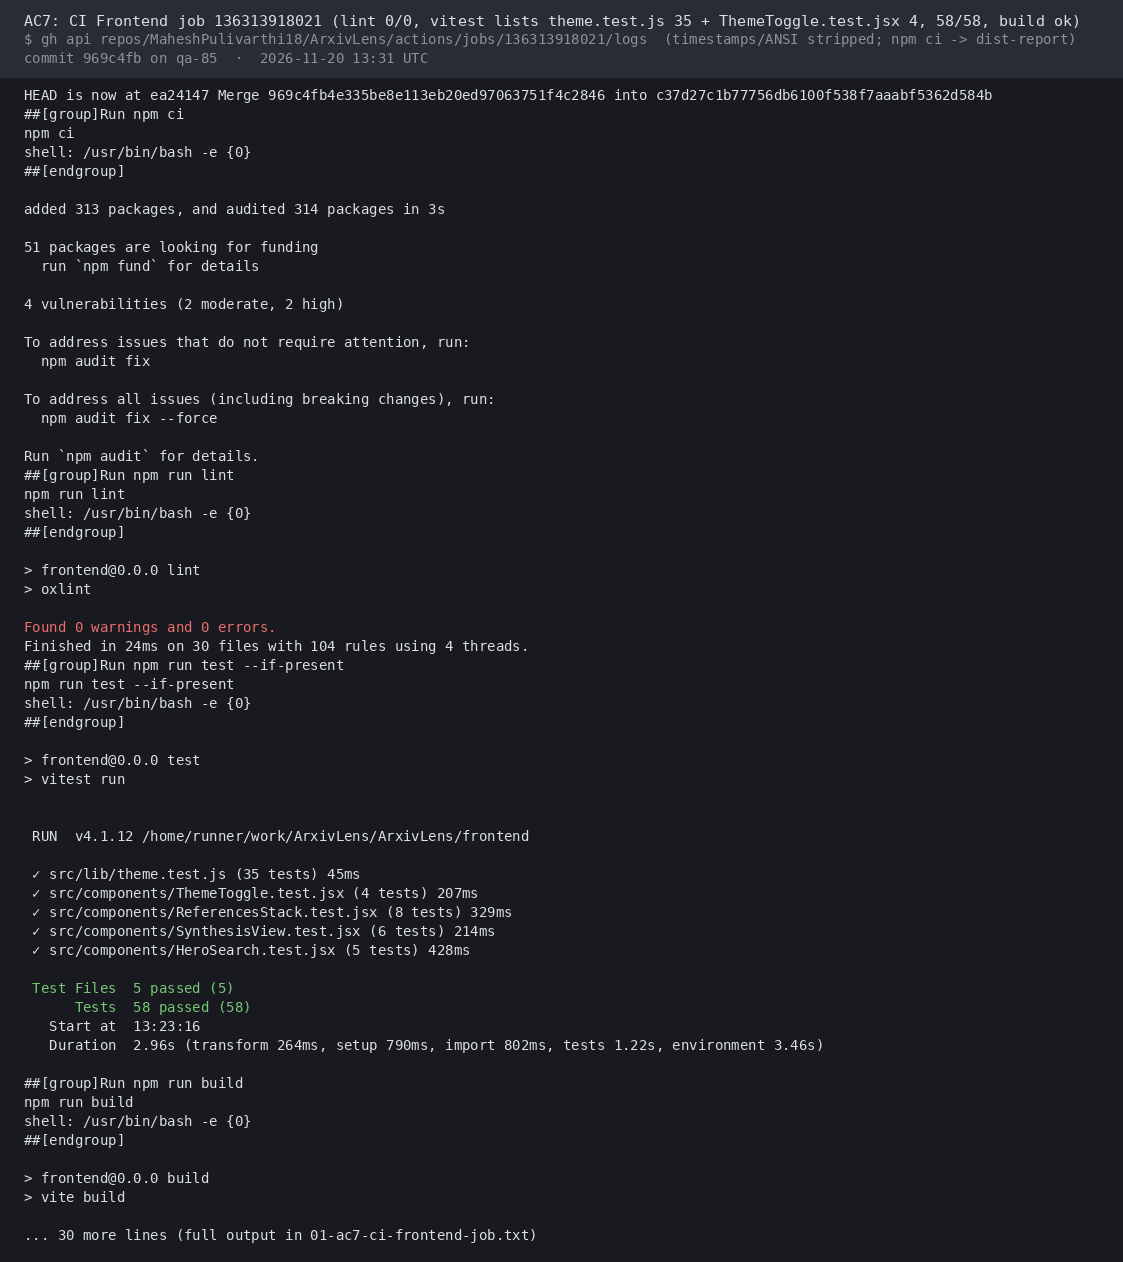 AC7: CI Frontend job 136313918021 (lint 0/0, vitest lists theme.test.js 35 + ThemeToggle.test.jsx 4, 58/58, build ok)
$ gh api repos/MaheshPulivarthi18/ArxivLens/actions/jobs/136313918021/logs  (timestamps/ANSI stripped; npm ci -> dist-report)
commit 969c4fb on qa-85  ·  2026-11-20 13:31 UTC
HEAD is now at ea24147 Merge 969c4fb4e335be8e113eb20ed97063751f4c2846 into c37d27c1b77756db6100f538f7aaabf5362d584b
##[group]Run npm ci
npm ci
shell: /usr/bin/bash -e {0}
##[endgroup]
added 313 packages, and audited 314 packages in 3s
51 packages are looking for funding
  run `npm fund` for details
4 vulnerabilities (2 moderate, 2 high)
To address issues that do not require attention, run:
  npm audit fix
To address all issues (including breaking changes), run:
  npm audit fix --force
Run `npm audit` for details.
##[group]Run npm run lint
npm run lint
shell: /usr/bin/bash -e {0}
##[endgroup]
> frontend@0.0.0 lint
> oxlint
Found 0 warnings and 0 errors.
Finished in 24ms on 30 files with 104 rules using 4 threads.
##[group]Run npm run test --if-present
npm run test --if-present
shell: /usr/bin/bash -e {0}
##[endgroup]
> frontend@0.0.0 test
> vitest run
 RUN  v4.1.12 /home/runner/work/ArxivLens/ArxivLens/frontend
 ✓ src/lib/theme.test.js (35 tests) 45ms
 ✓ src/components/ThemeToggle.test.jsx (4 tests) 207ms
 ✓ src/components/ReferencesStack.test.jsx (8 tests) 329ms
 ✓ src/components/SynthesisView.test.jsx (6 tests) 214ms
 ✓ src/components/HeroSearch.test.jsx (5 tests) 428ms
 Test Files  5 passed (5)
      Tests  58 passed (58)
   Start at  13:23:16
   Duration  2.96s (transform 264ms, setup 790ms, import 802ms, tests 1.22s, environment 3.46s)
##[group]Run npm run build
npm run build
shell: /usr/bin/bash -e {0}
##[endgroup]
> frontend@0.0.0 build
> vite build
... 30 more lines (full output in 01-ac7-ci-frontend-job.txt)